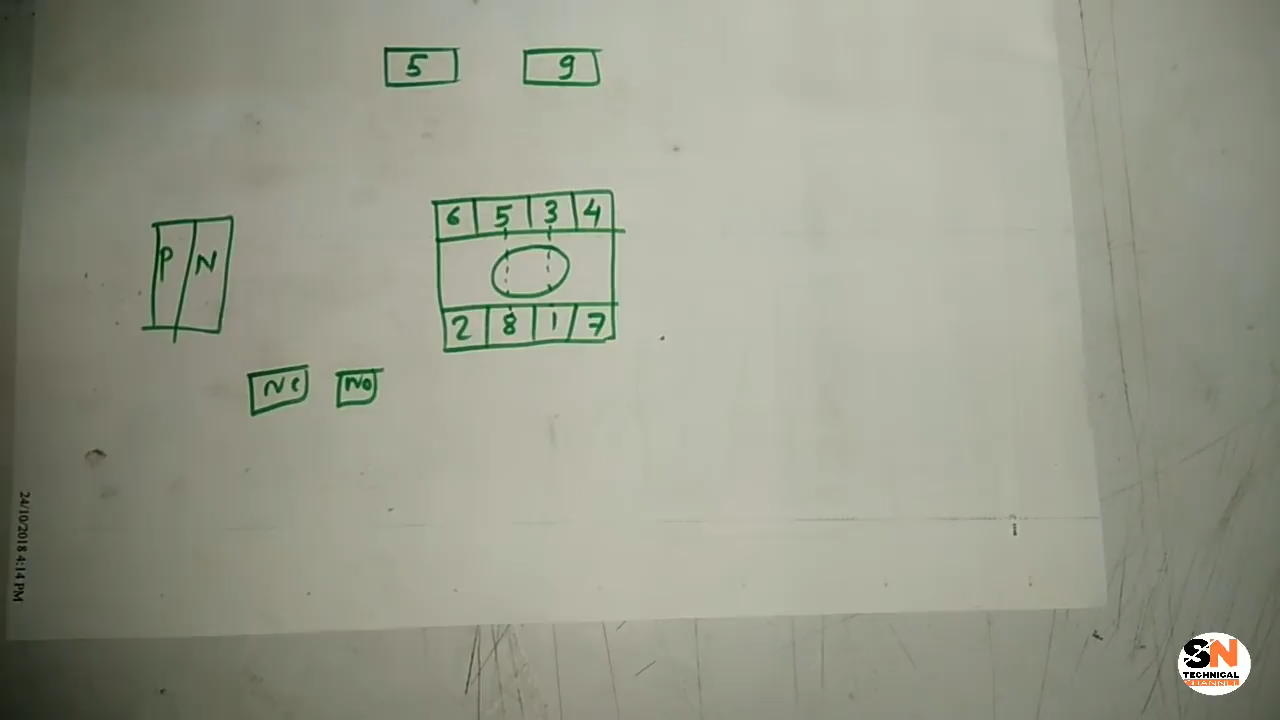 5 9
6 5 3 4
P N
2 8 1 7
NC NO
24/10/2018 4:14 PM
SN
TECHNICAL
CHANNEL